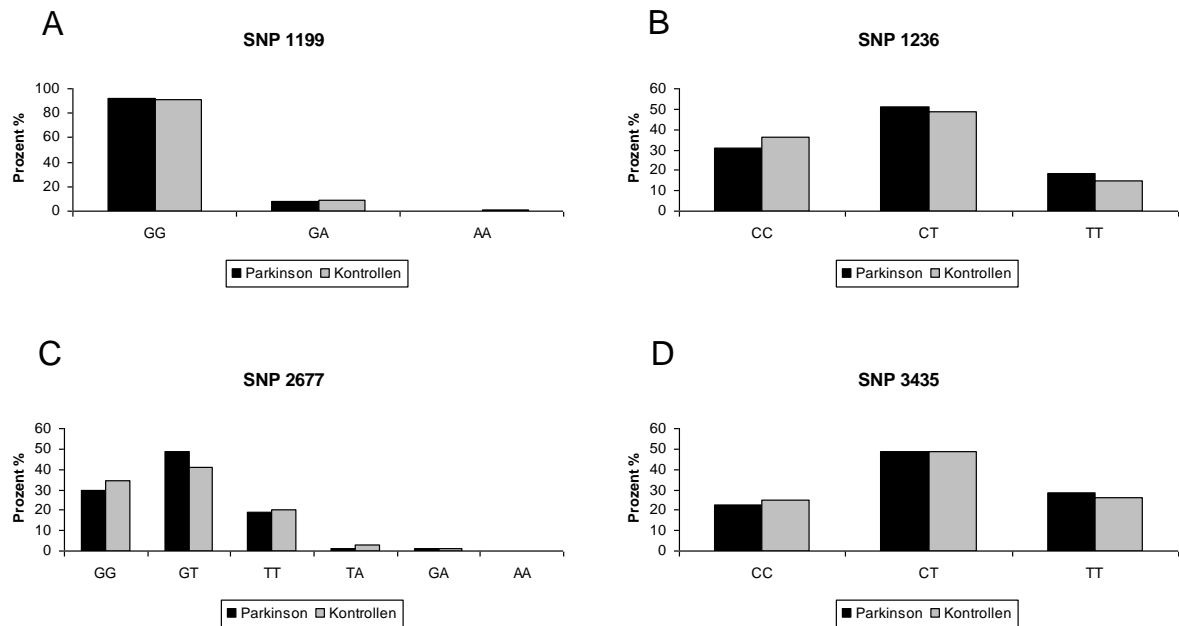 A
SNP 1199
Prozent %
100
80
60
40
20
0
GG GA AA
Parkinson Kontrollen
B
SNP 1236
Prozent %
60
50
40
30
20
10
0
CC CT TT
Parkinson Kontrollen
C
SNP 2677
Prozent %
60
50
40
30
20
10
0
GG GT TT TA GA AA
Parkinson Kontrollen
D
SNP 3435
Prozent %
60
50
40
30
20
10
0
CC CT TT
Parkinson Kontrollen